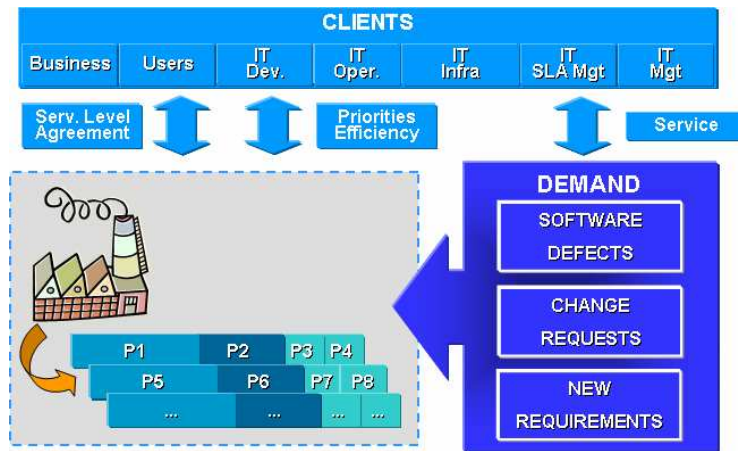 CLIENTS
Business Users IT Dev. IT Oper. IT Infra IT SLA Mgt IT Mgt
Serv. Level
Agreement
Priorities
Efficiency
Service
DEMAND
SOFTWARE
DEFECTS
CHANGE
REQUESTS
NEW
REQUIREMENTS
P1 P2 P3 P4
P5 P6 P7 P8
... ... ... ...